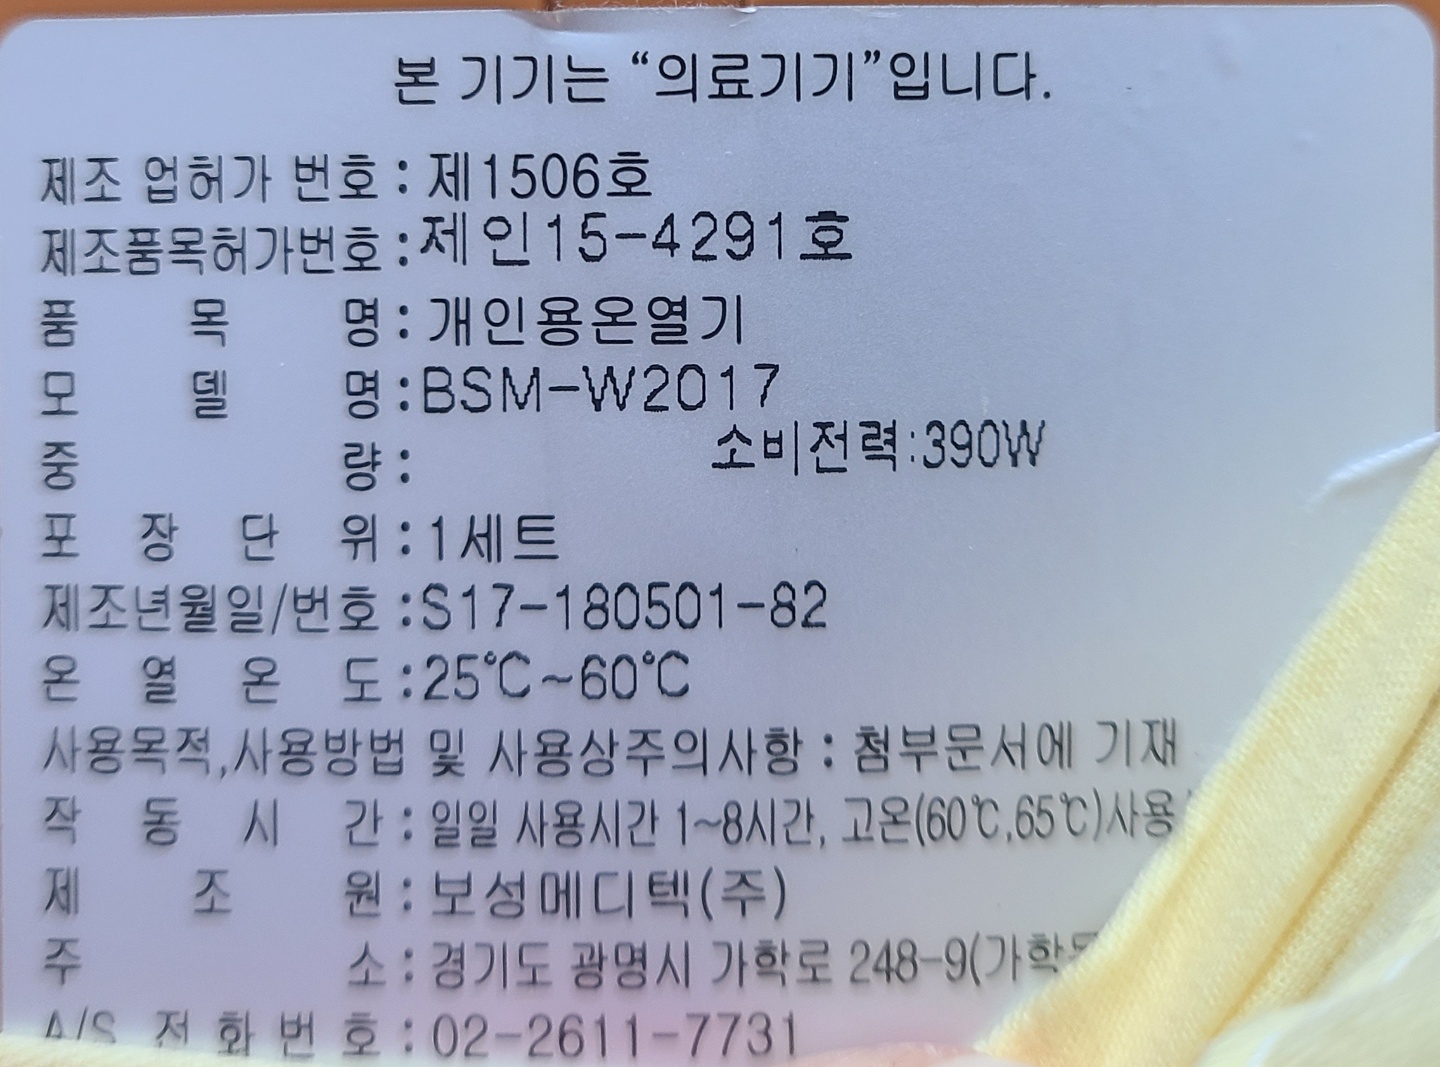 본 기기는 “의료기기”입니다.
제조 업허가 번호 : 제1506호
제조품목허가번호 : 제인15-4291호
품 목 명 : 개인용온열기
모 델 명 : BSM-W2017
중 량 : 소비전력:390W
포 장 단 위 : 1세트
제조년월일/번호 : S17-180501-82
온 열 온 도 : 25℃~60℃
사용목적,사용방법 및 사용상주의사항 : 첨부문서에 기재
작 동 시 간 : 일일 사용시간 1~8시간, 고온(60℃,65℃)사용
제 조 원 : 보성메디텍(주)
주 소 : 경기도 광명시 가학로 248-9(가학
A/S 전 화 번 호 : 02-2611-7731